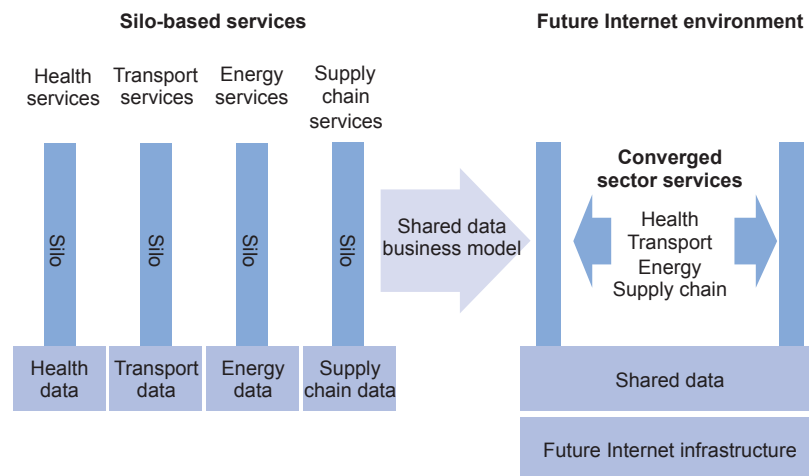 Silo-based services
Health
services
Transport
services
Energy
services
Supply
chain
services
Silo
Silo
Silo
Silo
Health
data
Transport
data
Energy
data
Supply
chain data
Shared data
business model
Future Internet environment
Converged
sector services
Health
Transport
Energy
Supply chain
Shared data
Future Internet infrastructure